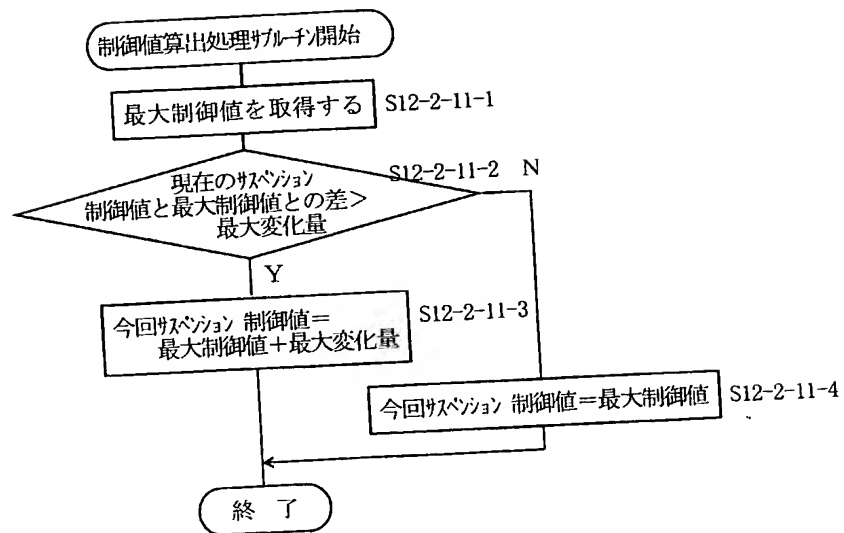 制御値算出処理サブルーチン開始
最大制御値を取得する
S12-2-11-1
S12-2-11-2
N
現在のサスペンション
制御値と最大制御値との差>
最大変化量
Y
今回サスペンション 制御値=
最大制御値+最大変化量
S12-2-11-3
今回サスペンション 制御値=最大制御値
S12-2-11-4
終 了